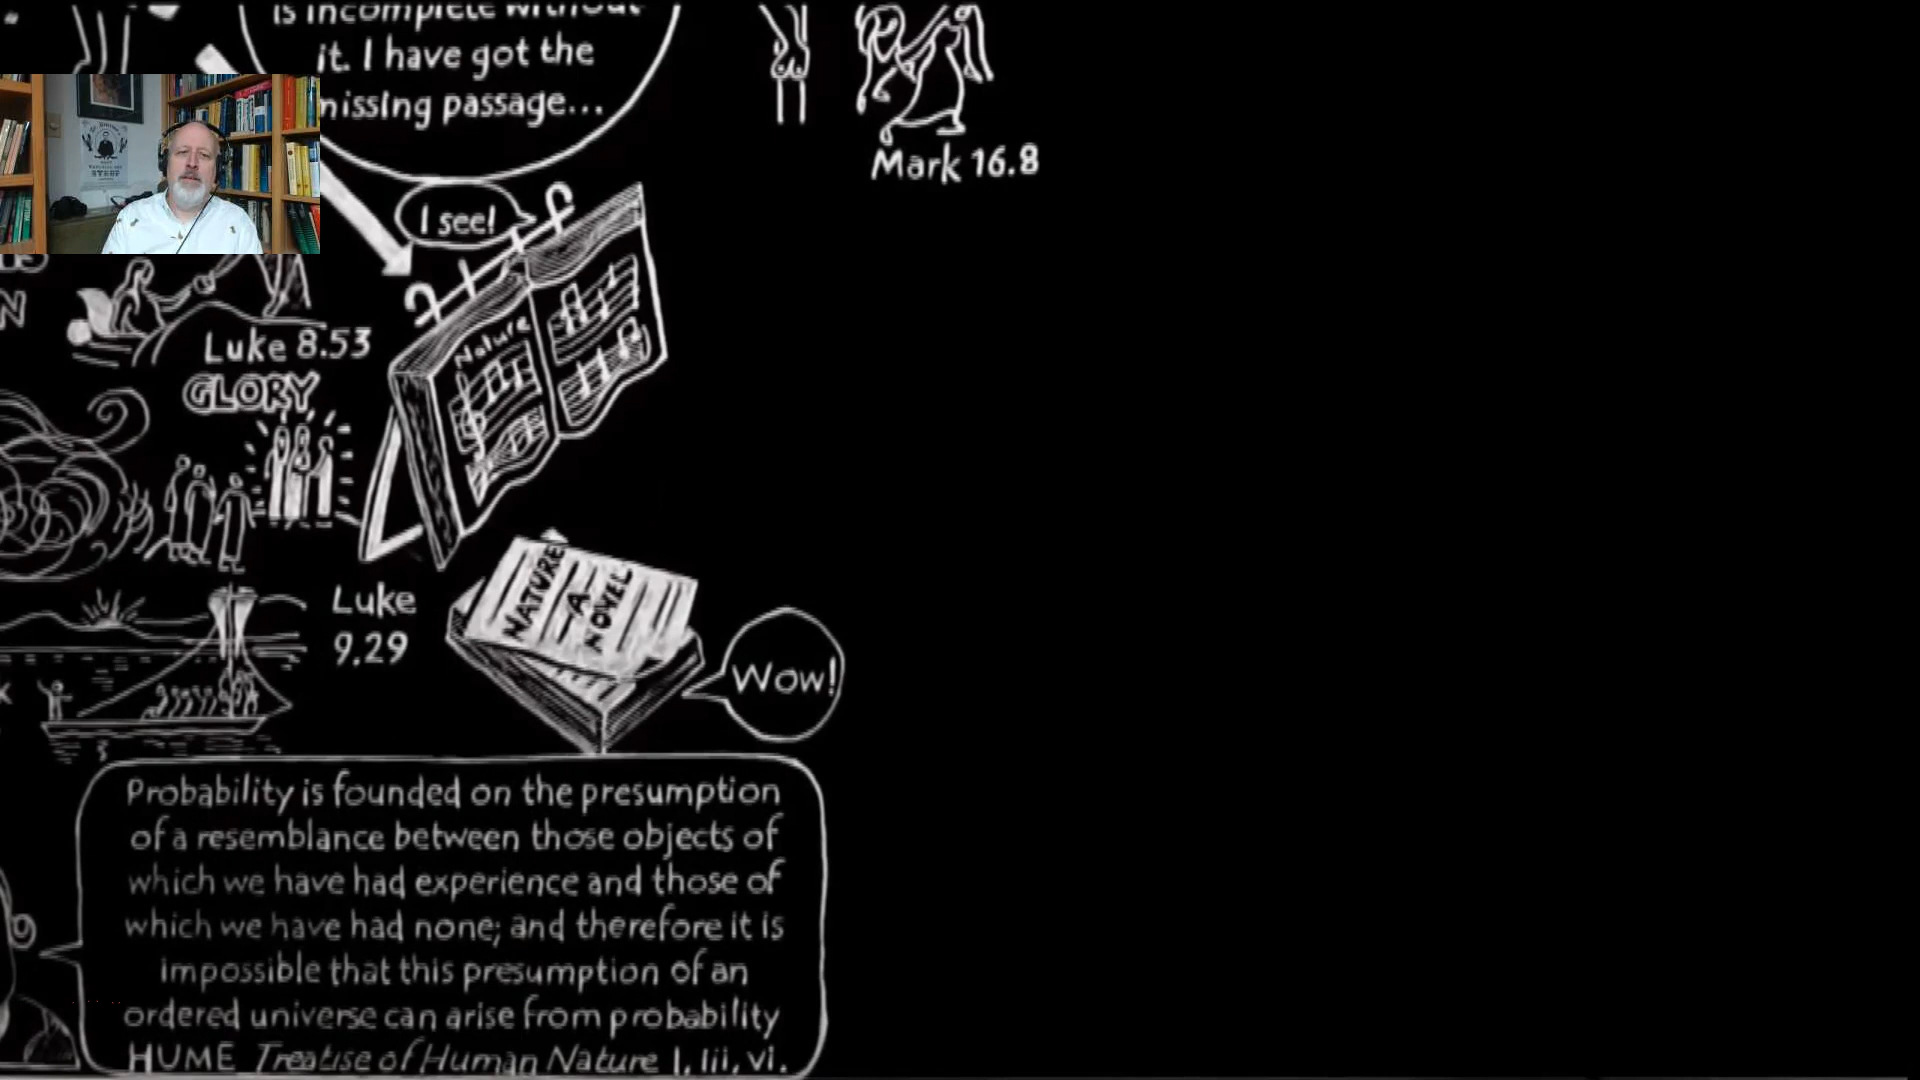 is incomplete without
it. I have got the
missing passage...
Mark 16.8
I see!
N
Luke 8.53
GLORY
Nature
Luke
9.29
NATURE
A
NOVEL
Wow!
Probability is founded on the presumption
of a resemblance between those objects of
which we have had experience and those of
which we have had none; and therefore it is
impossible that this presumption of an
ordered universe can arise from probability
HUME Treatise of Human Nature I, iii, vi.